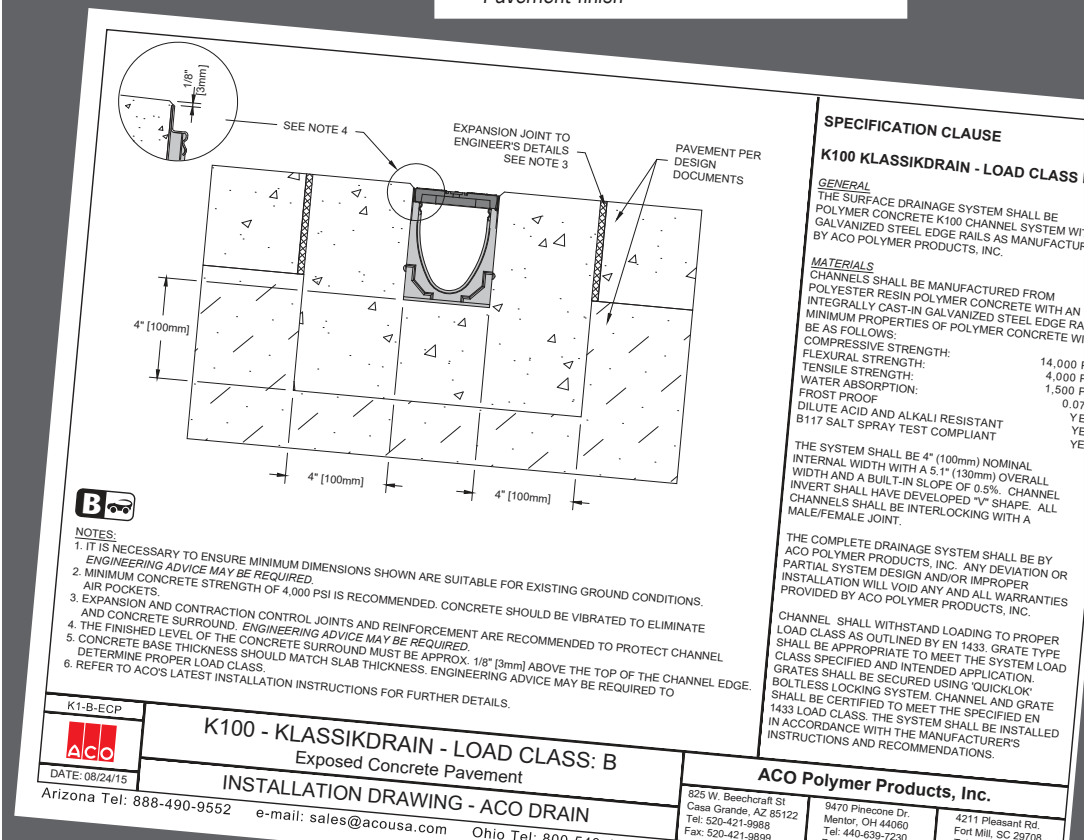 Pavement finish
1/8"
[3mm]
SEE NOTE 4
EXPANSION JOINT TO
ENGINEER'S DETAILS
SEE NOTE 3
PAVEMENT PER
DESIGN
DOCUMENTS
4" [100mm]
4" [100mm]
4" [100mm]
B
NOTES:
1. IT IS NECESSARY TO ENSURE MINIMUM DIMENSIONS SHOWN ARE SUITABLE FOR EXISTING GROUND CONDITIONS.
ENGINEERING ADVICE MAY BE REQUIRED.
2. MINIMUM CONCRETE STRENGTH OF 4,000 PSI IS RECOMMENDED. CONCRETE SHOULD BE VIBRATED TO ELIMINATE
AIR POCKETS.
3. EXPANSION AND CONTRACTION CONTROL JOINTS AND REINFORCEMENT ARE RECOMMENDED TO PROTECT CHANNEL
AND CONCRETE SURROUND. ENGINEERING ADVICE MAY BE REQUIRED.
4. THE FINISHED LEVEL OF THE CONCRETE SURROUND MUST BE APPROX. 1/8" [3mm] ABOVE THE TOP OF THE CHANNEL EDGE.
5. CONCRETE BASE THICKNESS SHOULD MATCH SLAB THICKNESS. ENGINEERING ADVICE MAY BE REQUIRED TO
DETERMINE PROPER LOAD CLASS.
6. REFER TO ACO'S LATEST INSTALLATION INSTRUCTIONS FOR FURTHER DETAILS.
SPECIFICATION CLAUSE
K100 KLASSIKDRAIN - LOAD CLASS
GENERAL
THE SURFACE DRAINAGE SYSTEM SHALL BE
POLYMER CONCRETE K100 CHANNEL SYSTEM WIT
GALVANIZED STEEL EDGE RAILS AS MANUFACTUR
BY ACO POLYMER PRODUCTS, INC.
MATERIALS
CHANNELS SHALL BE MANUFACTURED FROM
POLYESTER RESIN POLYMER CONCRETE WITH AN
INTEGRALLY CAST-IN GALVANIZED STEEL EDGE RA
MINIMUM PROPERTIES OF POLYMER CONCRETE WI
BE AS FOLLOWS:
COMPRESSIVE STRENGTH: 14,000 P
FLEXURAL STRENGTH: 4,000 P
TENSILE STRENGTH: 1,500 P
WATER ABSORPTION: 0.07
FROST PROOF YE
DILUTE ACID AND ALKALI RESISTANT YE
B117 SALT SPRAY TEST COMPLIANT YE
THE SYSTEM SHALL BE 4" (100mm) NOMINAL
INTERNAL WIDTH WITH A 5.1" (130mm) OVERALL
WIDTH AND A BUILT-IN SLOPE OF 0.5%. CHANNEL
INVERT SHALL HAVE DEVELOPED "V" SHAPE. ALL
CHANNELS SHALL BE INTERLOCKING WITH A
MALE/FEMALE JOINT.
THE COMPLETE DRAINAGE SYSTEM SHALL BE BY
ACO POLYMER PRODUCTS, INC. ANY DEVIATION OR
PARTIAL SYSTEM DESIGN AND/OR IMPROPER
INSTALLATION WILL VOID ANY AND ALL WARRANTIES
PROVIDED BY ACO POLYMER PRODUCTS, INC.
CHANNEL SHALL WITHSTAND LOADING TO PROPER
LOAD CLASS AS OUTLINED BY EN 1433. GRATE TYPE
SHALL BE APPROPRIATE TO MEET THE SYSTEM LOAD
CLASS SPECIFIED AND INTENDED APPLICATION.
GRATES SHALL BE SECURED USING 'QUICKLOK'
BOLTLESS LOCKING SYSTEM. CHANNEL AND GRATE
SHALL BE CERTIFIED TO MEET THE SPECIFIED EN
1433 LOAD CLASS. THE SYSTEM SHALL BE INSTALLED
IN ACCORDANCE WITH THE MANUFACTURER'S
INSTRUCTIONS AND RECOMMENDATIONS.
K1-B-ECP
ACO
DATE: 08/24/15
K100 - KLASSIKDRAIN - LOAD CLASS: B
Exposed Concrete Pavement
INSTALLATION DRAWING - ACO DRAIN
ACO Polymer Products, Inc.
825 W. Beechcraft St
Casa Grande, AZ 85122
Tel: 520-421-9988
Fax: 520-421-9899
9470 Pinecone Dr.
Mentor, OH 44060
Tel: 440-639-7230
4211 Pleasant Rd.
Fort Mill, SC 29708
Arizona Tel: 888-490-9552 e-mail: sales@acousa.com Ohio Tel: 800-54